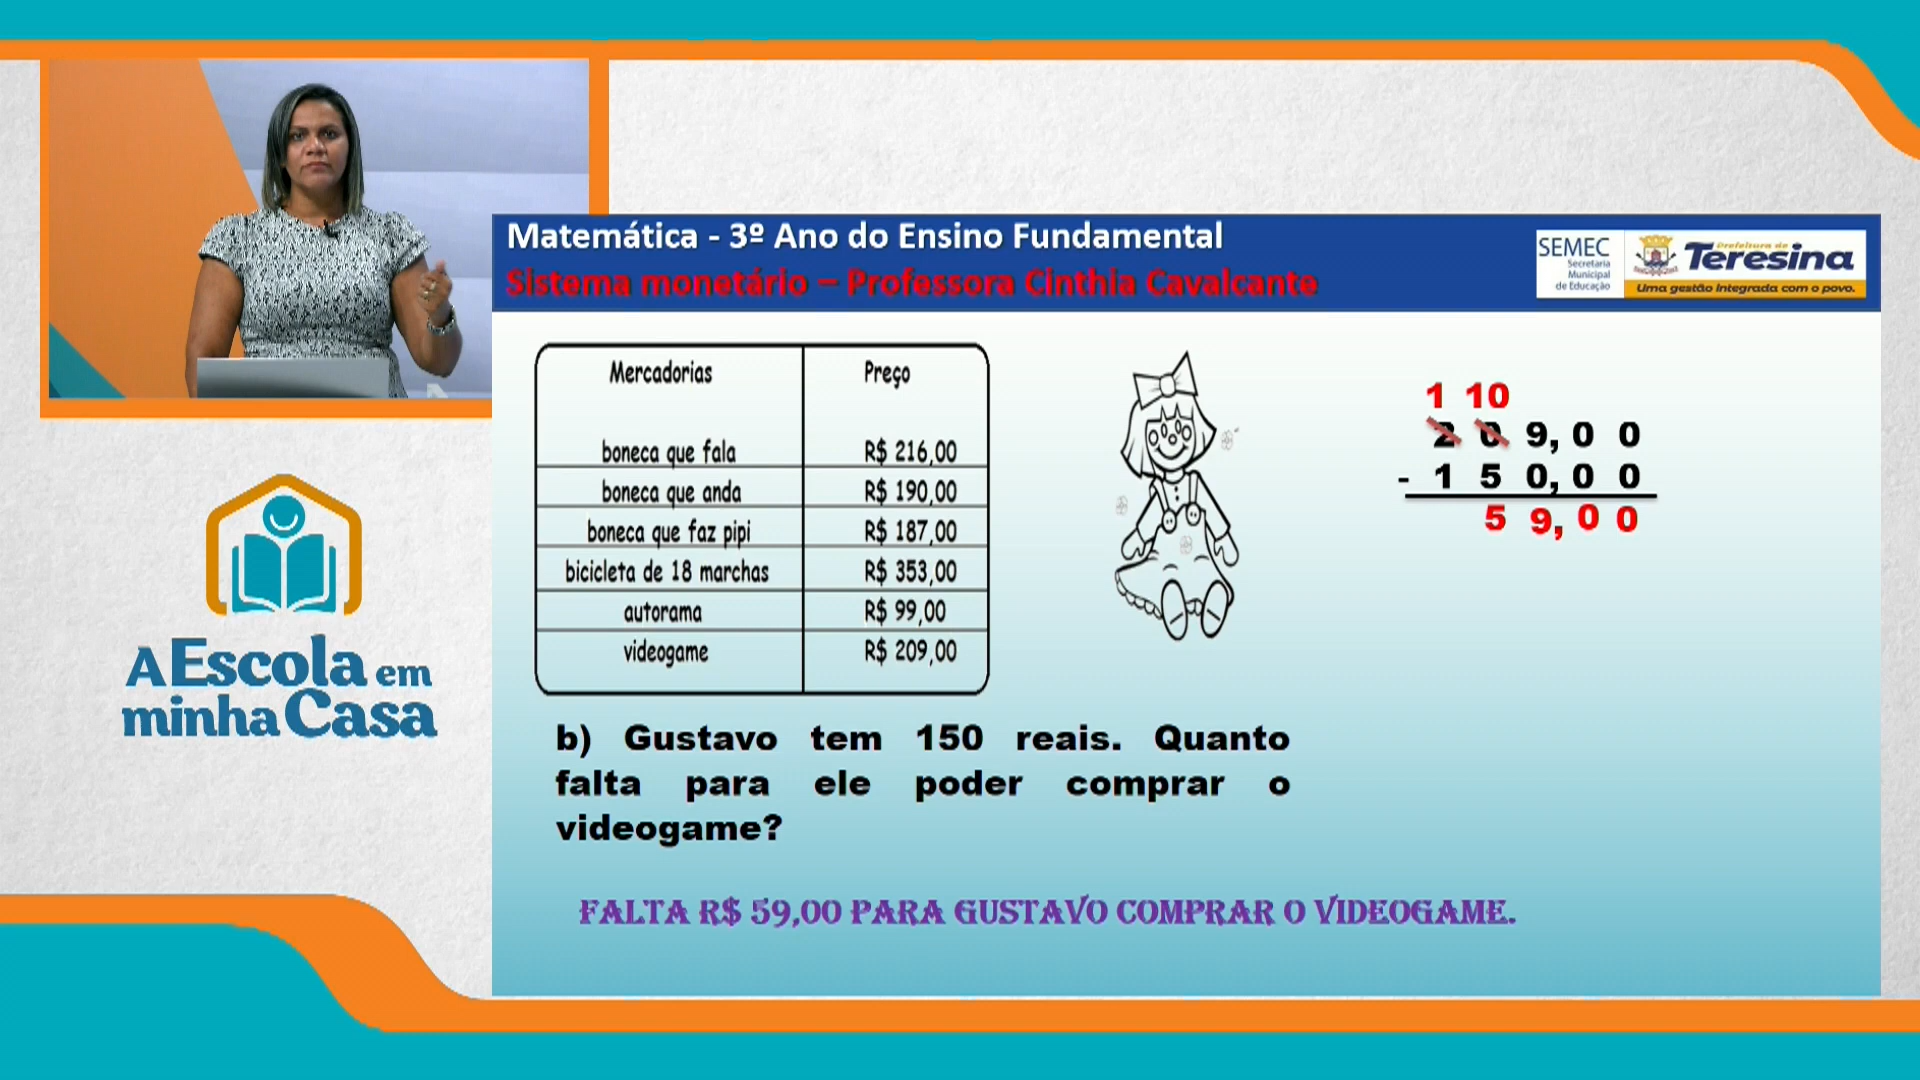 Matemática - 3º Ano do Ensino Fundamental
Sistema monetário – Professora Cinthia Cavalcante
SEMEC
Secretaria
Municipal
de Educação
Prefeitura de
Teresina
Uma gestão integrada com o povo.
Mercadorias Preço
boneca que fala R$ 216,00
boneca que anda R$ 190,00
boneca que faz pipi R$ 187,00
bicicleta de 18 marchas R$ 353,00
autorama R$ 99,00
videogame R$ 209,00
1 10
2 0 9,0 0
- 1 5 0,0 0
5 9,0 0
A Escola em
minha Casa
b) Gustavo tem 150 reais. Quanto
falta para ele poder comprar o
videogame?
FALTA R$ 59,00 PARA GUSTAVO COMPRAR O VIDEOGAME.